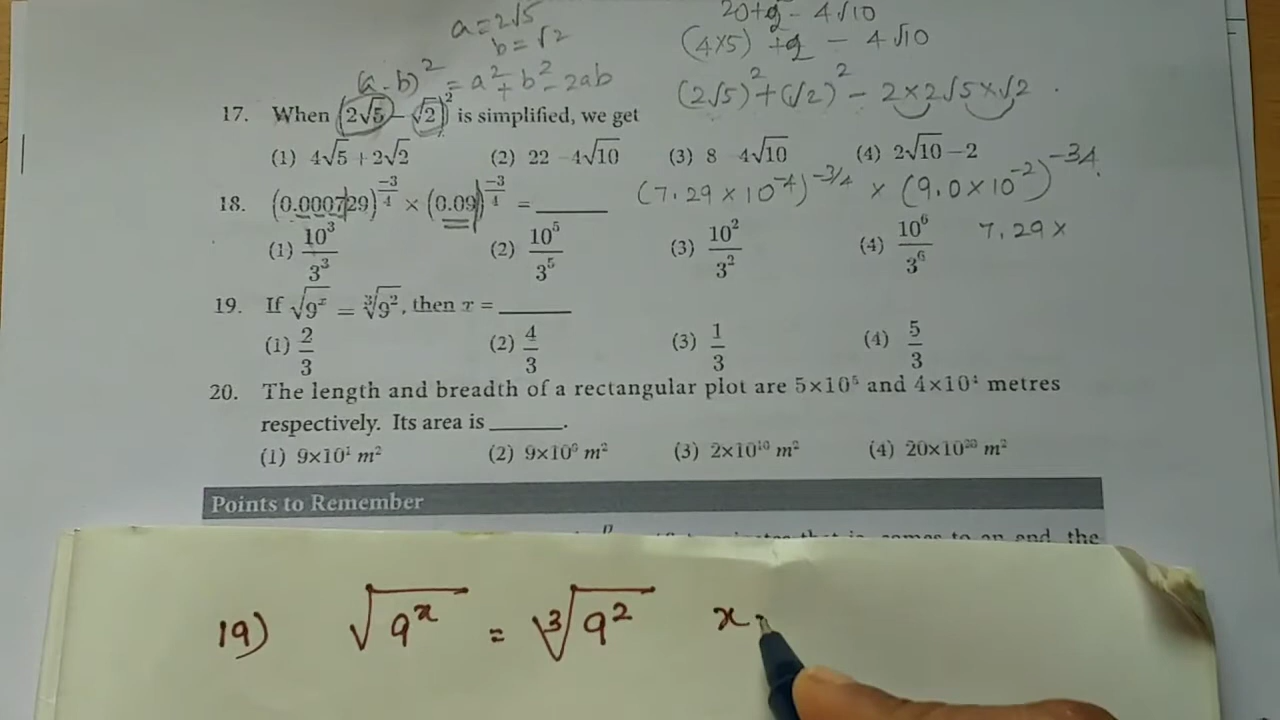 a = 2√5
b = √2
20+2 - 4√10
(4×5) + 2 - 4√10
(a - b)² = a² + b² - 2ab
(2√5)² + (√2)² - 2×2√5×√2
17. When (2√5 - √2)² is simplified, we get
(1) 4√5 + 2√2 (2) 22 - 4√10 (3) 8 - 4√10 (4) 2√10 - 2
(7.29 × 10⁻⁴)^-3/4 × (9.0×10⁻²)^-3/4
18. (0.000729)^-3/4 × (0.09)^-3/4 = ______
(1) 10³/3³ (2) 10⁵/3⁵ (3) 10²/3² (4) 10⁶/3⁶ 7.29 ×
19. If √9ˣ = ∛9², then x = ______
(1) 2/3 (2) 4/3 (3) 1/3 (4) 5/3
20. The length and breadth of a rectangular plot are 5×10⁵ and 4×10⁴ metres
respectively. Its area is ______.
(1) 9×10¹ m² (2) 9×10⁹ m² (3) 2×10¹⁰ m² (4) 20×10²⁰ m²
Points to Remember
19) √9ˣ = ∛9² x =